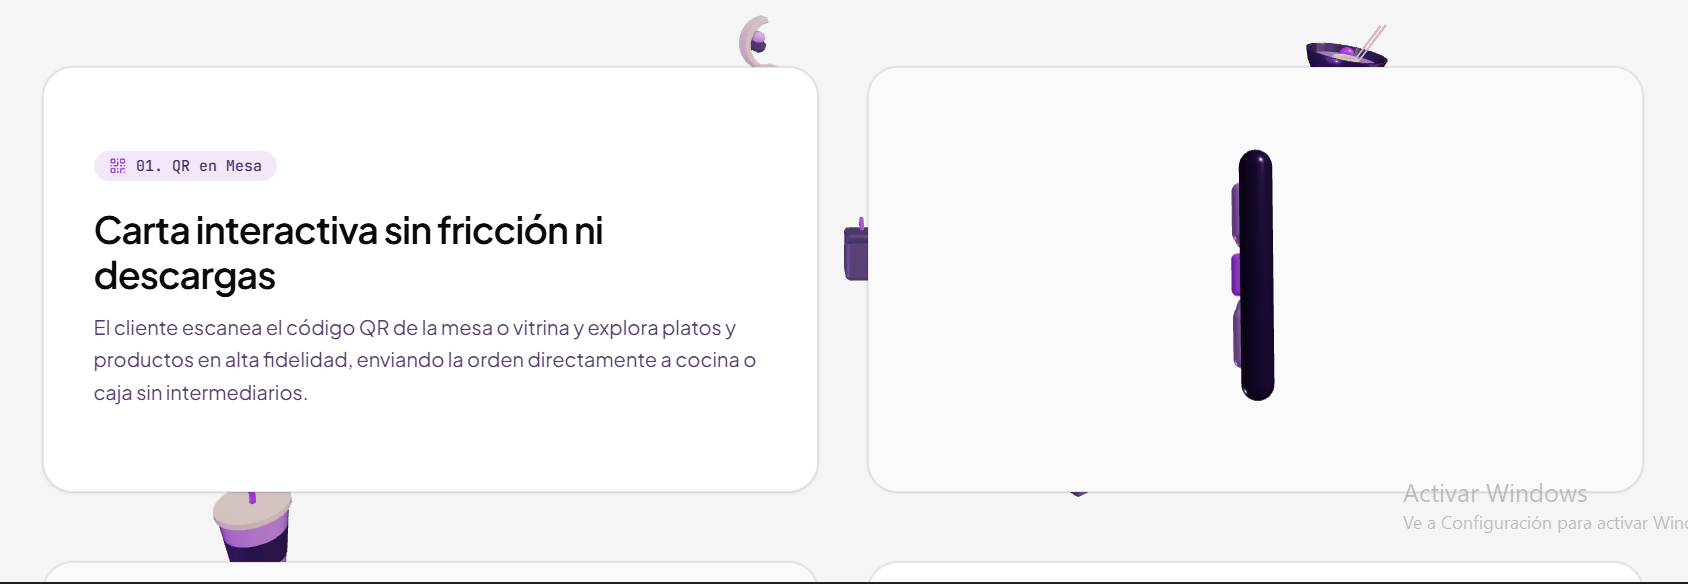 01. QR en Mesa
Carta interactiva sin fricción ni
descargas
El cliente escanea el código QR de la mesa o vitrina y explora platos y
productos en alta fidelidad, enviando la orden directamente a cocina o
caja sin intermediarios.
Activar Windows
Ve a Configuración para activar